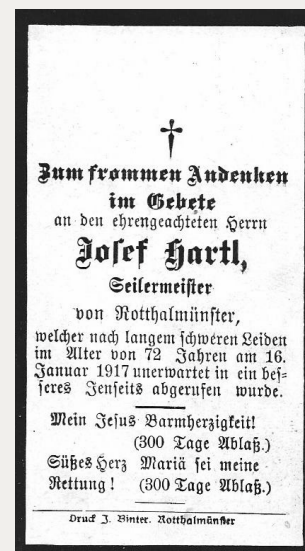 Zum frommen Andenken
im Gebete
an den ehrengeachteten Herrn
Josef Hartl,
Seilermeister
von Rotthalmünster,
welcher nach langem schweren Leiden
im Alter von 72 Jahren am 16.
Januar 1917 unerwartet in ein bes-
seres Jenseits abgerufen wurde.
Mein Jesus Barmherzigkeit!
(300 Tage Ablaß.)
Süßes Herz Mariä sei meine
Rettung! (300 Tage Ablaß.)
Druck J. Binter. Rotthalmünster